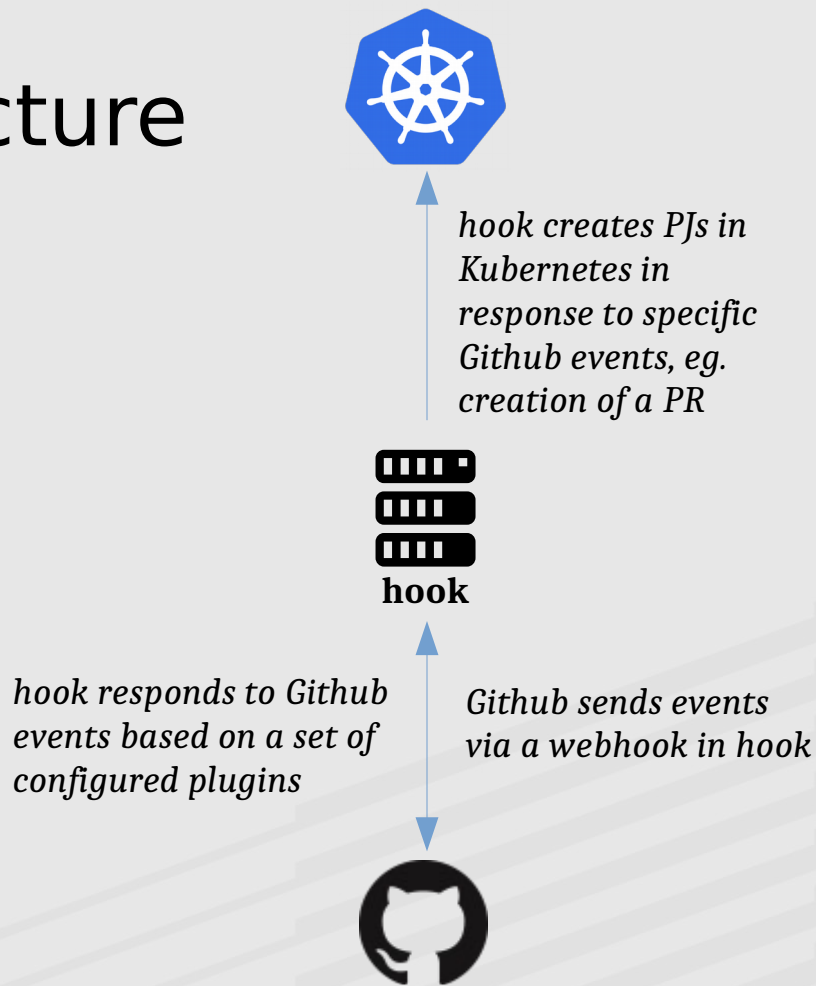 cture
hook creates PJs in
Kubernetes in
response to specific
Github events, eg.
creation of a PR
hook
hook responds to Github
events based on a set of
configured plugins
Github sends events
via a webhook in hook